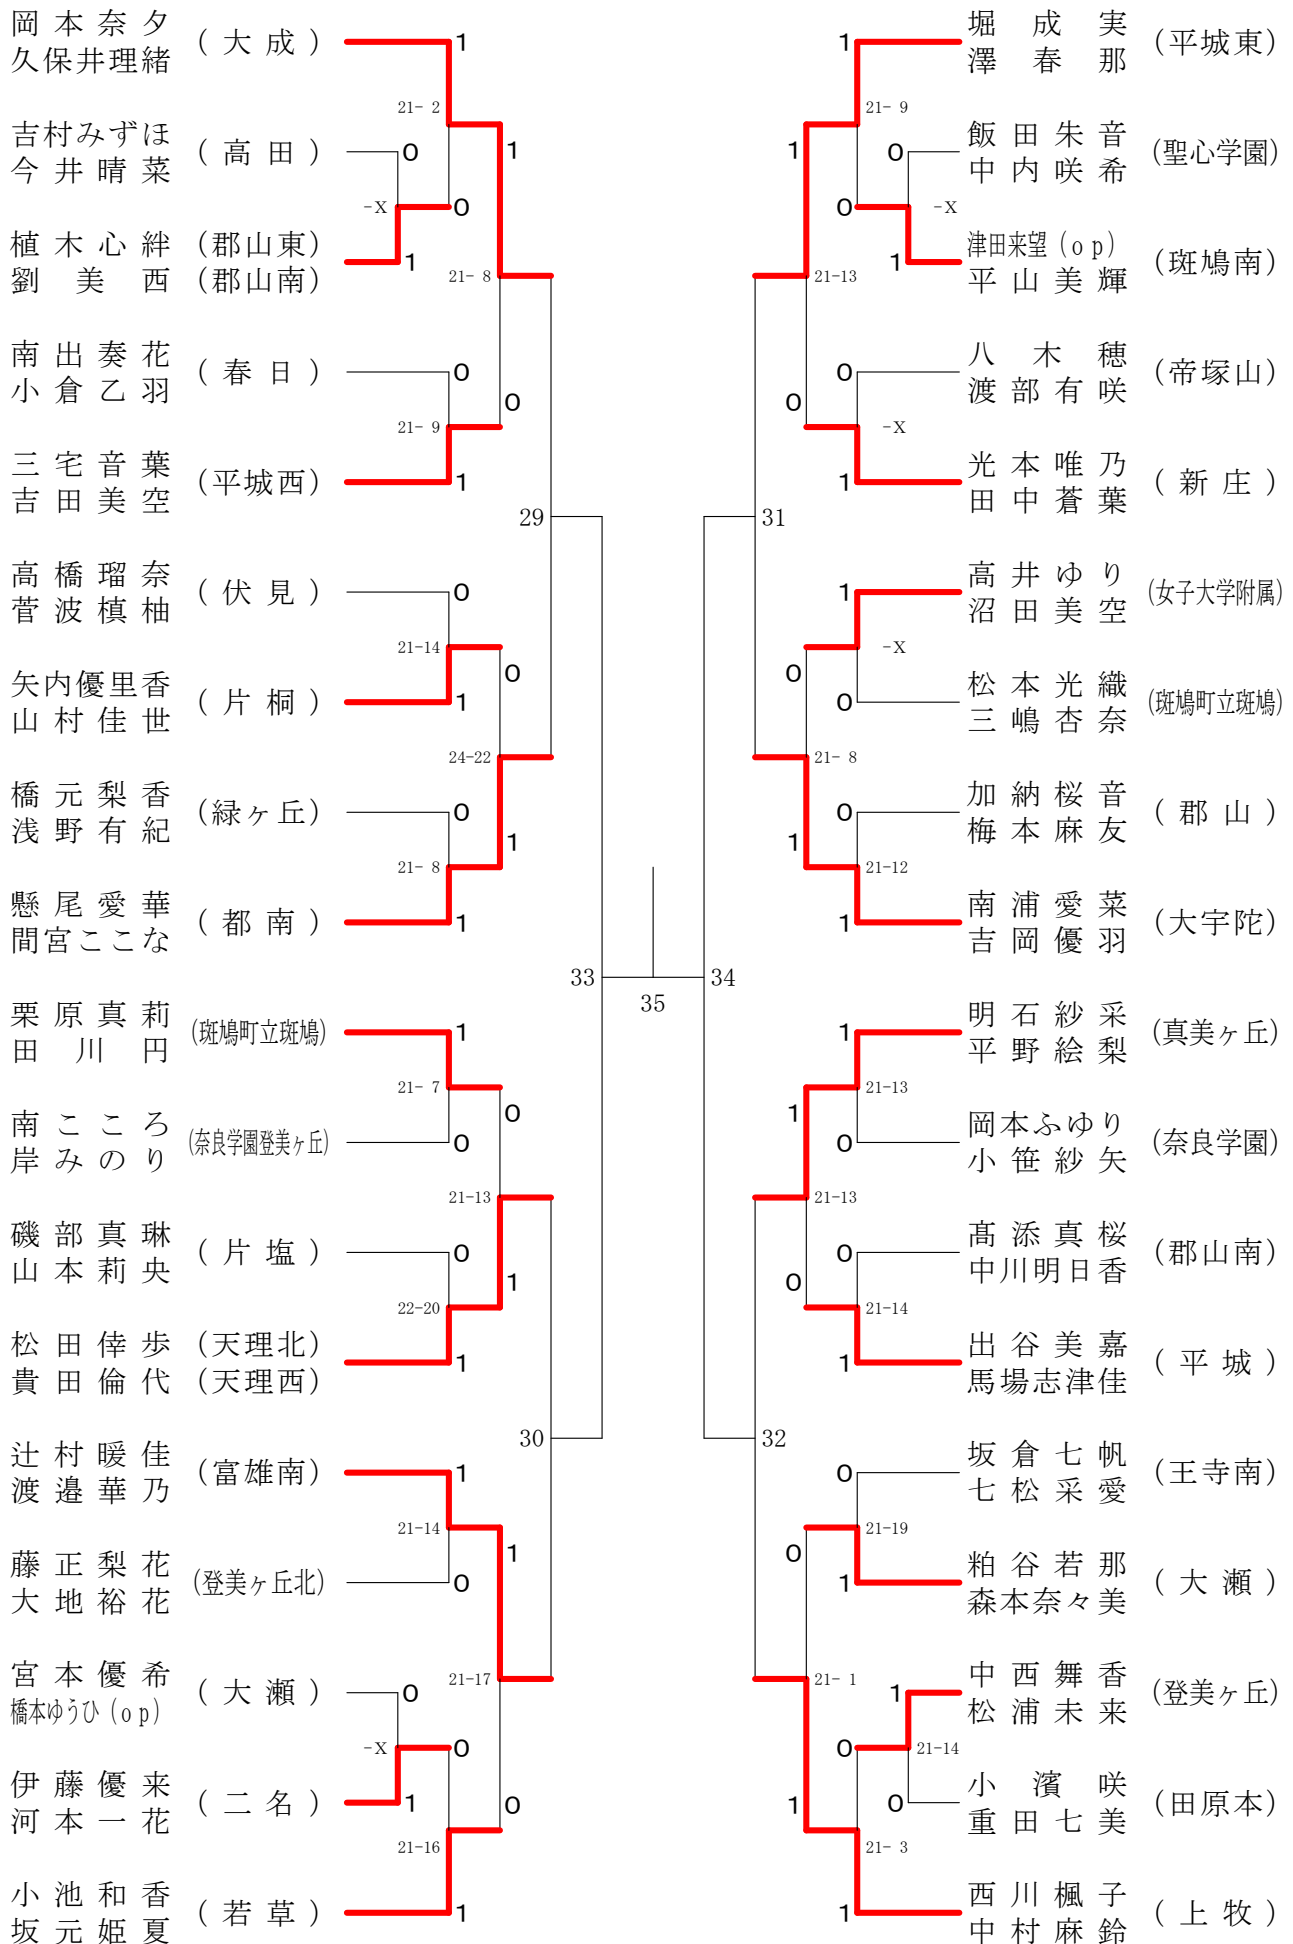 岡本奈夕
久保井理緒
(大成)
1
21- 2
吉村みずほ
今井晴菜
(高田)
0
1
-X
0
植木心絆
劉美西
(郡山東)
(郡山南)
1
21- 8
南出奏花
小倉乙羽
(春日)
0
0
21- 9
三宅音葉
吉田美空
(平城西)
1
29
高橋瑠奈
菅波槙柚
(伏見)
0
21-14
0
矢内優里香
山村佳世
(片桐)
1
24-22
橋元梨香
浅野有紀
(緑ヶ丘)
0
1
21- 8
懸尾愛華
間宮ここな
(都南)
1
33
35
34
栗原真莉
田川円
(斑鳩町立斑鳩)
1
21- 7
0
南こころ
岸みのり
(奈良学園登美ヶ丘)
0
21-13
磯部真琳
山本莉央
(片塩)
0
1
22-20
松田倖歩
貴田倫代
(天理北)
(天理西)
1
30
辻村暖佳
渡邉華乃
(富雄南)
1
21-14
1
藤正梨花
大地裕花
(登美ヶ丘北)
0
21-17
宮本優希
橋本ゆうひ(op)
(大瀬)
0
-X
0
伊藤優来
河本一花
(二名)
1
0
21-16
小池和香
坂元姫夏
(若草)
1
堀成実
澤春那
(平城東)
1
21- 9
飯田朱音
中内咲希
(聖心学園)
0
1
-X
0
津田来望(op)
平山美輝
(斑鳩南)
1
21-13
八木穂
渡部有咲
(帝塚山)
0
0
-X
光本唯乃
田中蒼葉
(新庄)
1
31
高井ゆり
沼田美空
(女子大学附属)
1
-X
0
松本光織
三嶋杏奈
(斑鳩町立斑鳩)
0
21- 8
加納桜音
梅本麻友
(郡山)
0
1
21-12
南浦愛菜
吉岡優羽
(大宇陀)
1
明石紗采
平野絵梨
(真美ヶ丘)
1
21-13
1
岡本ふゆり
小笹紗矢
(奈良学園)
0
21-13
髙添真桜
中川明日香
(郡山南)
0
0
21-14
出谷美嘉
馬場志津佳
(平城)
1
32
坂倉七帆
七松采愛
(王寺南)
0
21-19
0
粕谷若那
森本奈々美
(大瀬)
1
21- 1
中西舞香
松浦未来
(登美ヶ丘)
1
0
21-14
小濱咲
重田七美
(田原本)
0
1
21- 3
西川楓子
中村麻鈴
(上牧)
1